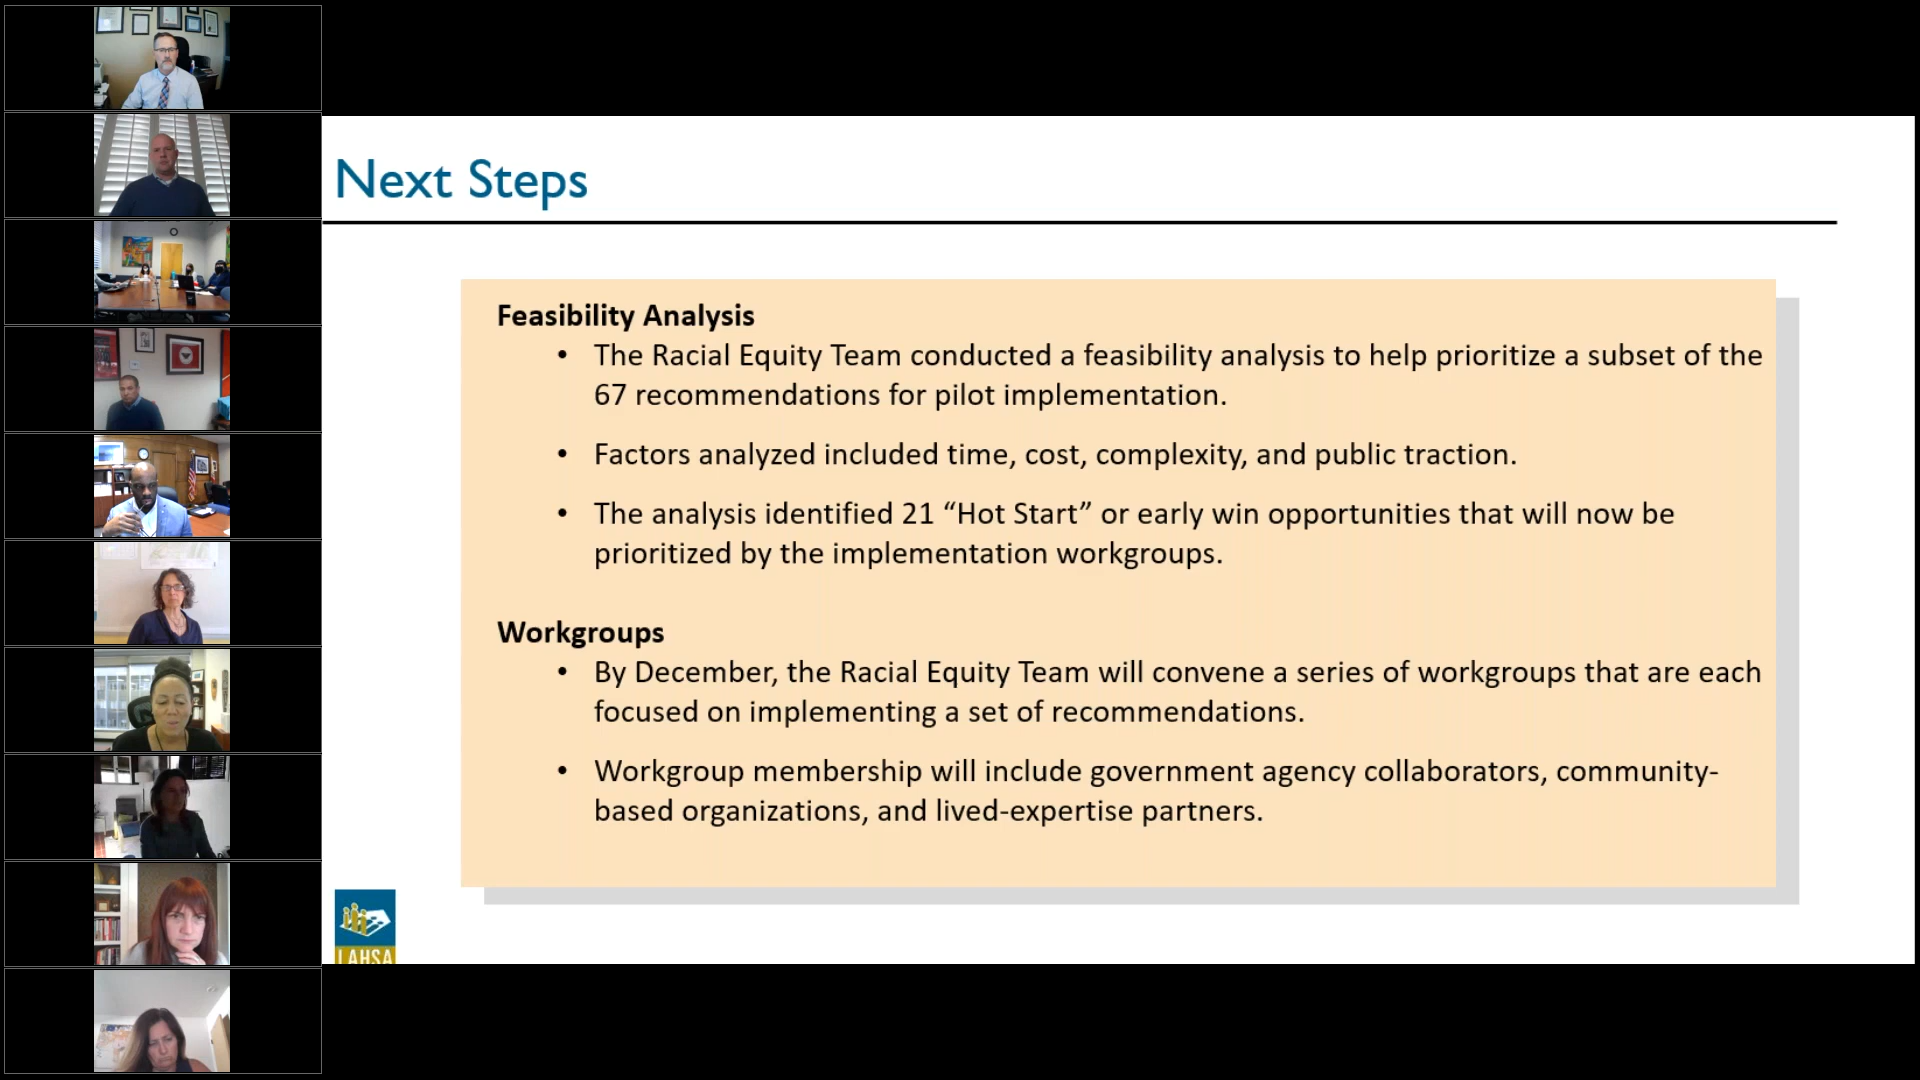 Next Steps
Feasibility Analysis
• The Racial Equity Team conducted a feasibility analysis to help prioritize a subset of the
67 recommendations for pilot implementation.
• Factors analyzed included time, cost, complexity, and public traction.
• The analysis identified 21 “Hot Start” or early win opportunities that will now be
prioritized by the implementation workgroups.
Workgroups
• By December, the Racial Equity Team will convene a series of workgroups that are each
focused on implementing a set of recommendations.
• Workgroup membership will include government agency collaborators, community-
based organizations, and lived-expertise partners.
LAHSA